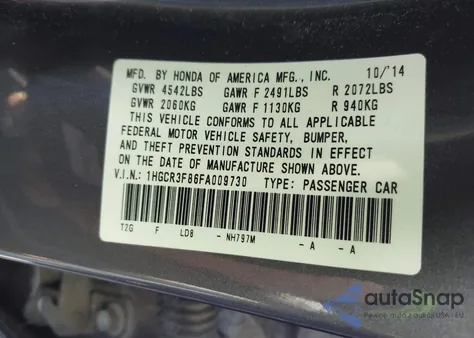 MFD. BY HONDA OF AMERICA MFG., INC. 10/'14
GVWR 4542LBS GAWR F 2491LBS R 2072LBS
GVWR 2060KG GAWR F 1130KG R 940KG
THIS VEHICLE CONFORMS TO ALL APPLICABLE
FEDERAL MOTOR VEHICLE SAFETY, BUMPER,
AND THEFT PREVENTION STANDARDS IN EFFECT
ON THE DATE OF MANUFACTURE SHOWN ABOVE.
V.I.N.: 1HGCR3F86FA009730 TYPE: PASSENGER CAR
T2G F LD8 - NH797M - A - A
autoSnap